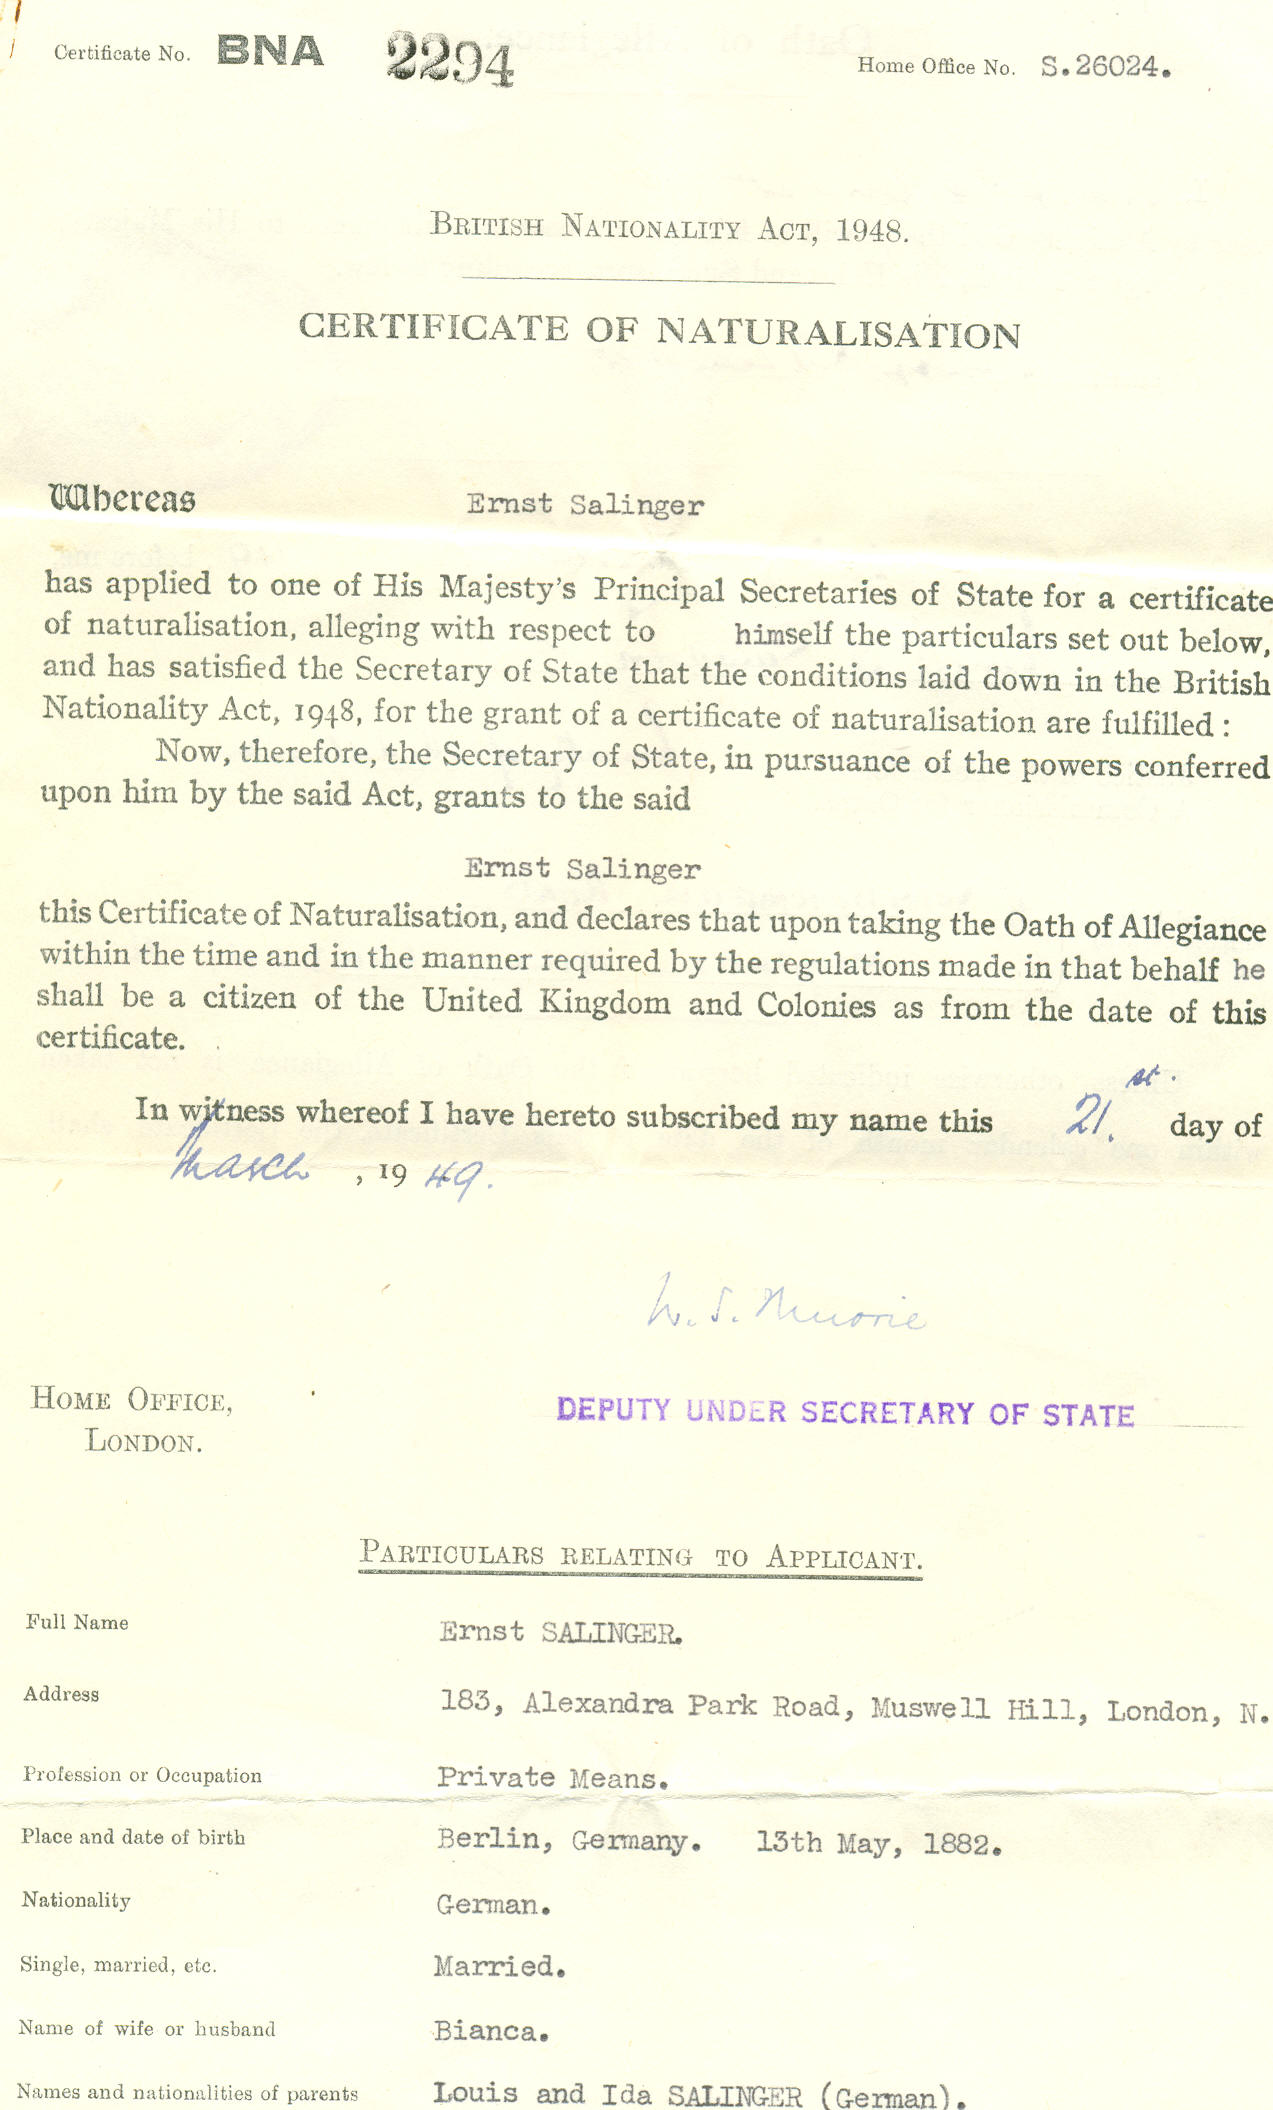 Certificate No. BNA 2294 Home Office No. S.26024.
British Nationality Act, 1948.
CERTIFICATE OF NATURALISATION
Whereas Ernst Salinger
has applied to one of His Majesty's Principal Secretaries of State for a certificate
of naturalisation, alleging with respect to himself the particulars set out below,
and has satisfied the Secretary of State that the conditions laid down in the British
Nationality Act, 1948, for the grant of a certificate of naturalisation are fulfilled :
Now, therefore, the Secretary of State, in pursuance of the powers conferred
upon him by the said Act, grants to the said
Ernst Salinger
this Certificate of Naturalisation, and declares that upon taking the Oath of Allegiance
within the time and in the manner required by the regulations made in that behalf he
shall be a citizen of the United Kingdom and Colonies as from the date of this
certificate.
In witness whereof I have hereto subscribed my name this 21.st. day of
March , 1949.
W. S. Murrie
Home Office,
London.
DEPUTY UNDER SECRETARY OF STATE
Particulars relating to Applicant.
Full Name Ernst SALINGER.
Address 183, Alexandra Park Road, Muswell Hill, London, N.
Profession or Occupation Private Means.
Place and date of birth Berlin, Germany. 13th May, 1882.
Nationality German.
Single, married, etc. Married.
Name of wife or husband Bianca.
Names and nationalities of parents Louis and Ida SALINGER (German).